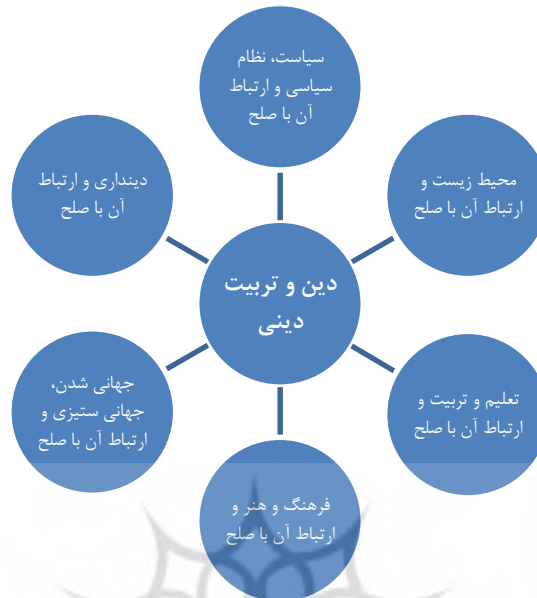 سیاست، نظام
سیاسی و ارتباط
آن با صلح
محیط زیست و
ارتباط آن با صلح
دینداری و ارتباط
آن با صلح
دین و تربیت
دینی
تعلیم و تربیت و
ارتباط آن با صلح
جهانی شدن،
جهانی ستیزی و
ارتباط آن با صلح
فرهنگ و هنر و
ارتباط آن با صلح